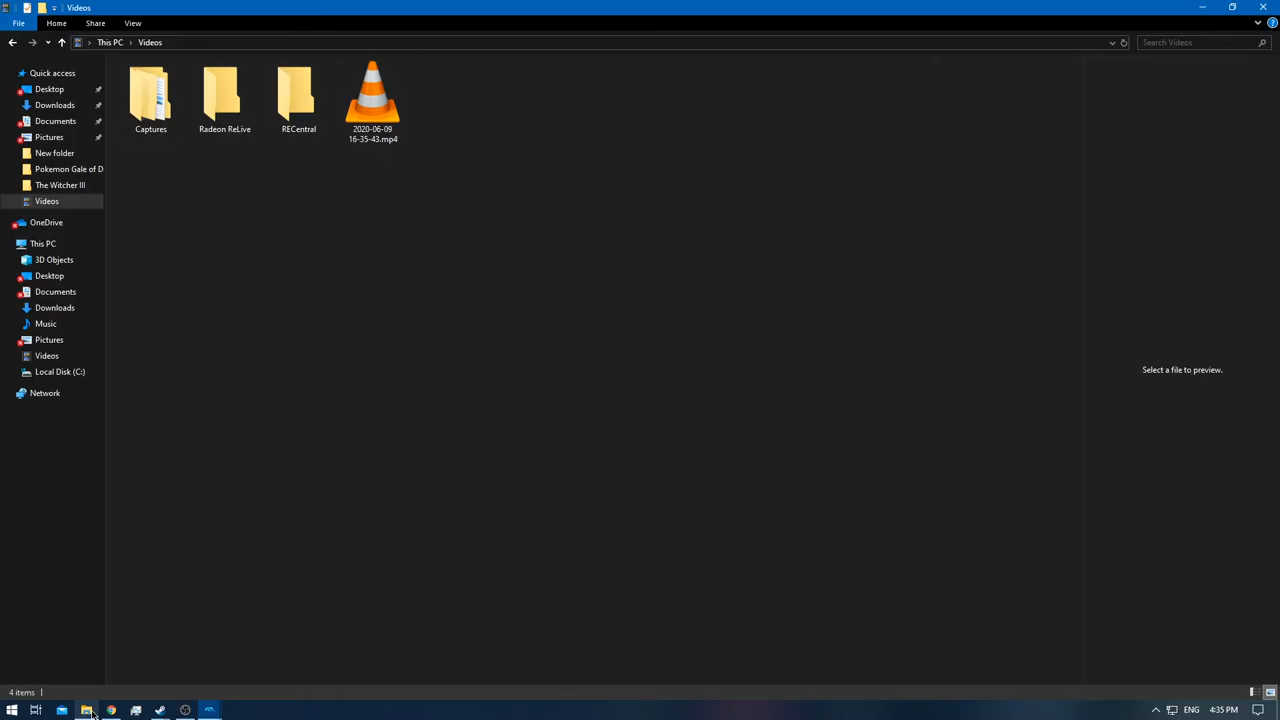 Videos
File
Home
Share
View
This PC
Videos
Search Videos
Quick access
Desktop
Downloads
Documents
Pictures
New folder
Pokemon Gale of D
The Witcher III
Videos
OneDrive
This PC
3D Objects
Desktop
Documents
Downloads
Music
Pictures
Videos
Local Disk (C:)
Network
Captures
Radeon ReLive
RECentral
2020-06-09
16-35-43.mp4
Select a file to preview.
4 items
ENG
4:35 PM